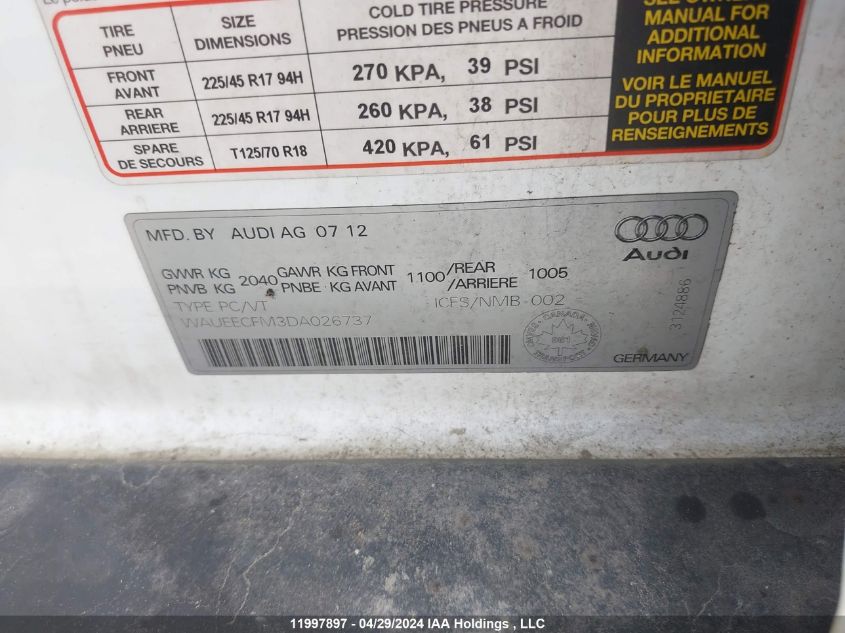 TIRE PNEU
SIZE DIMENSIONS
COLD TIRE PRESSURE
PRESSION DES PNEUS A FROID
FRONT AVANT 225/45 R17 94H 270 KPA, 39 PSI
REAR ARRIERE 225/45 R17 94H 260 KPA, 38 PSI
SPARE DE SECOURS T125/70 R18 420 KPA, 61 PSI
MANUAL FOR
ADDITIONAL
INFORMATION
VOIR LE MANUEL
DU PROPRIETAIRE
POUR PLUS DE
RENSEIGNEMENTS
MFD. BY AUDI AG 07 12
Audi
GVWR KG 2040 GAWR KG FRONT 1100 /REAR 1005
PNVB KG PNBE KG AVANT /ARRIERE
TYPE PC/VT ICES/NMB-002
WAUEECFM3DA026737
3124886
GERMANY
11997897 - 04/29/2024 IAA Holdings , LLC